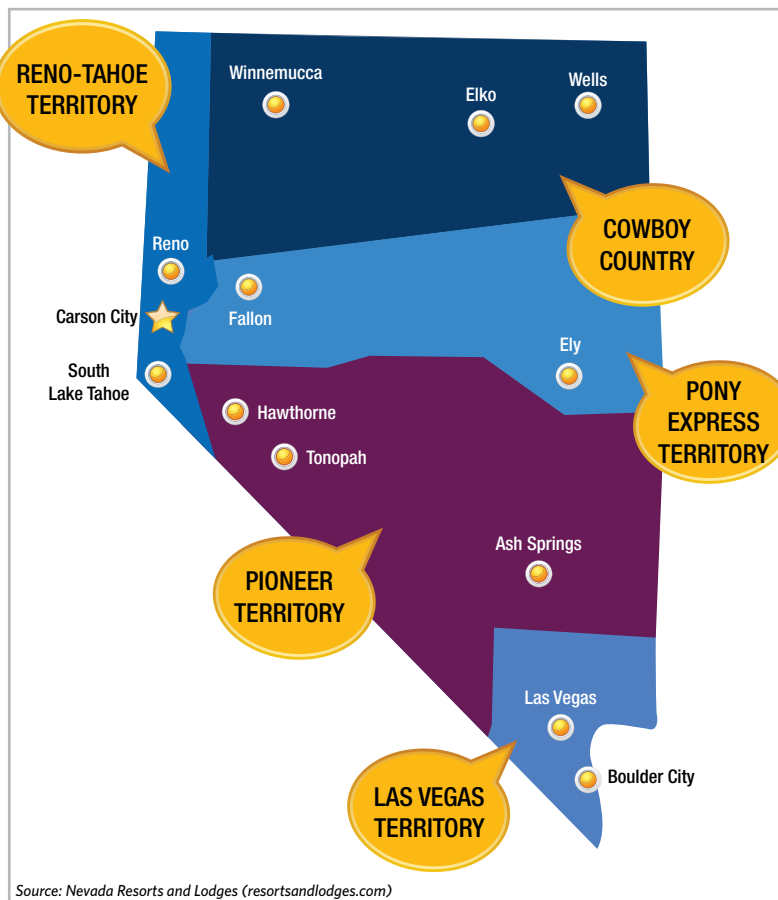 RENO-TAHOE
TERRITORY
Winnemucca
Elko
Wells
COWBOY
COUNTRY
Reno
Carson City
Fallon
South
Lake Tahoe
Ely
PONY
EXPRESS
TERRITORY
Hawthorne
Tonopah
Ash Springs
PIONEER
TERRITORY
Las Vegas
Boulder City
LAS VEGAS
TERRITORY
Source: Nevada Resorts and Lodges (resortsandlodges.com)